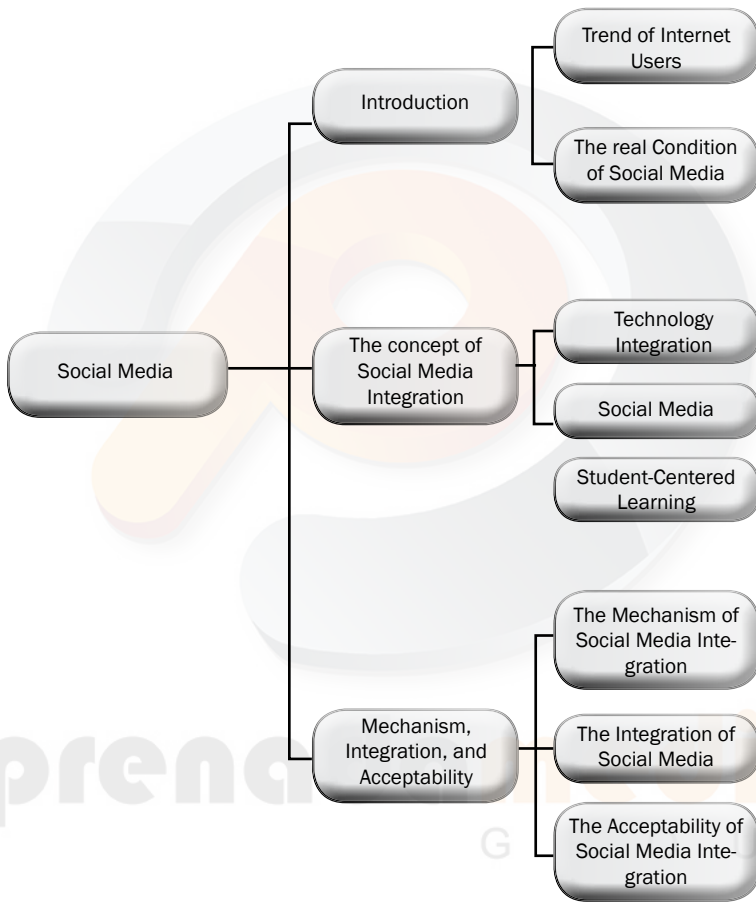 Social Media
Introduction
Trend of Internet
Users
The real Condition
of Social Media
The concept of
Social Media
Integration
Technology
Integration
Social Media
Student-Centered
Learning
Mechanism,
Integration, and
Acceptability
The Mechanism of
Social Media Inte-
gration
The Integration of
Social Media
The Acceptability of
Social Media Inte-
gration